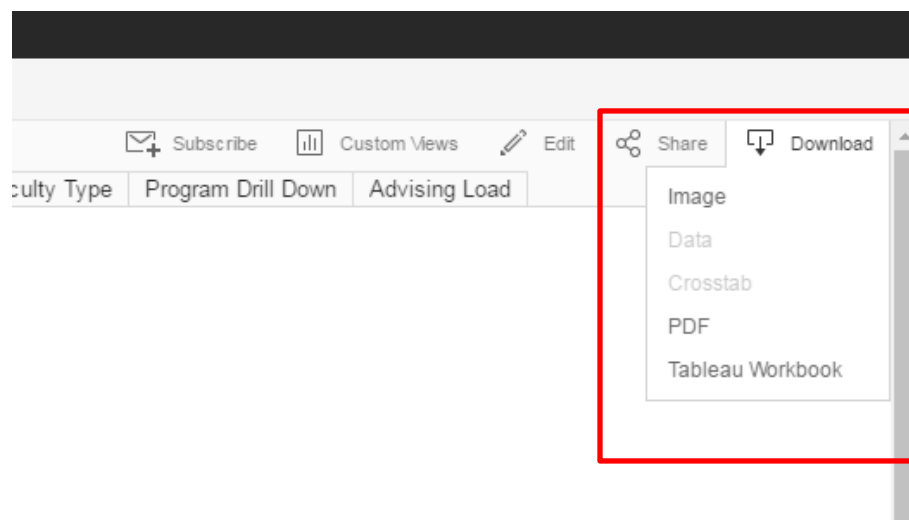 Subscribe Custom Views Edit Share Download
culty Type Program Drill Down Advising Load
Image
Data
Crosstab
PDF
Tableau Workbook